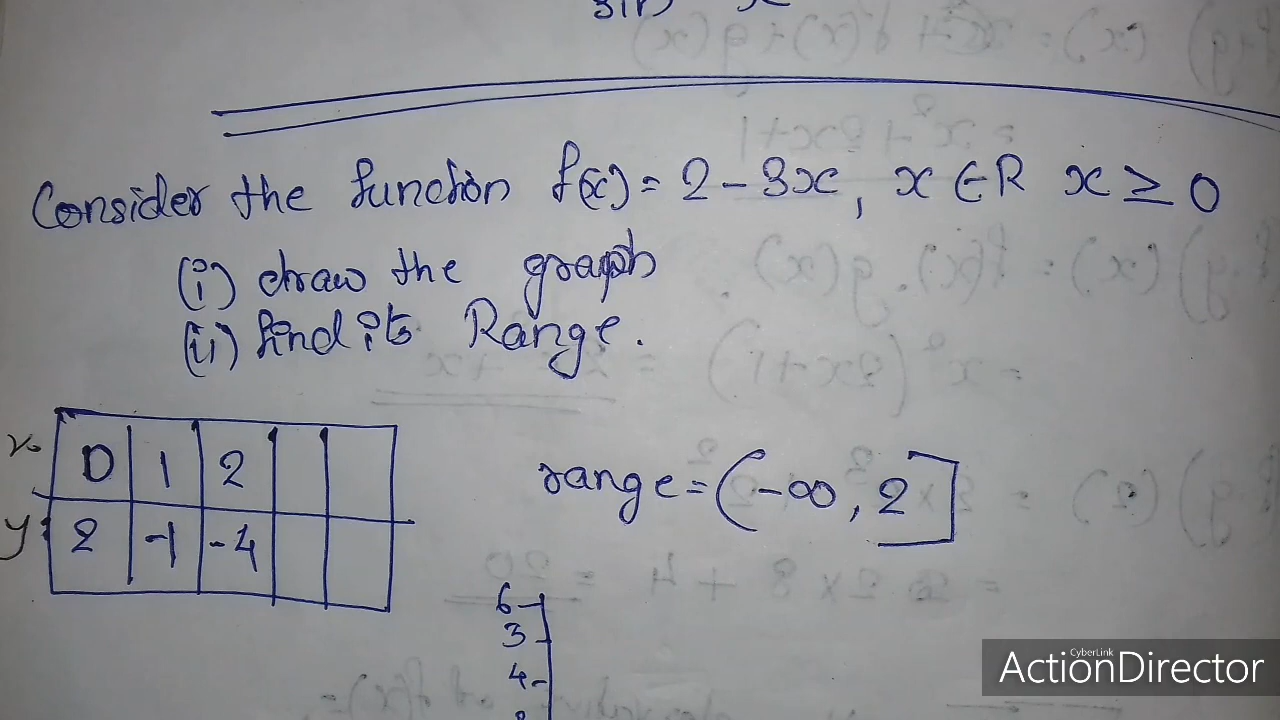 Consider the function f(x) = 2 - 3x, x ∈ R x ≥ 0
(i) draw the graph
(ii) find its Range.
x 0 1 2
y 2 -1 -4
range = (-∞, 2]
6
3
4
CyberLink
ActionDirector